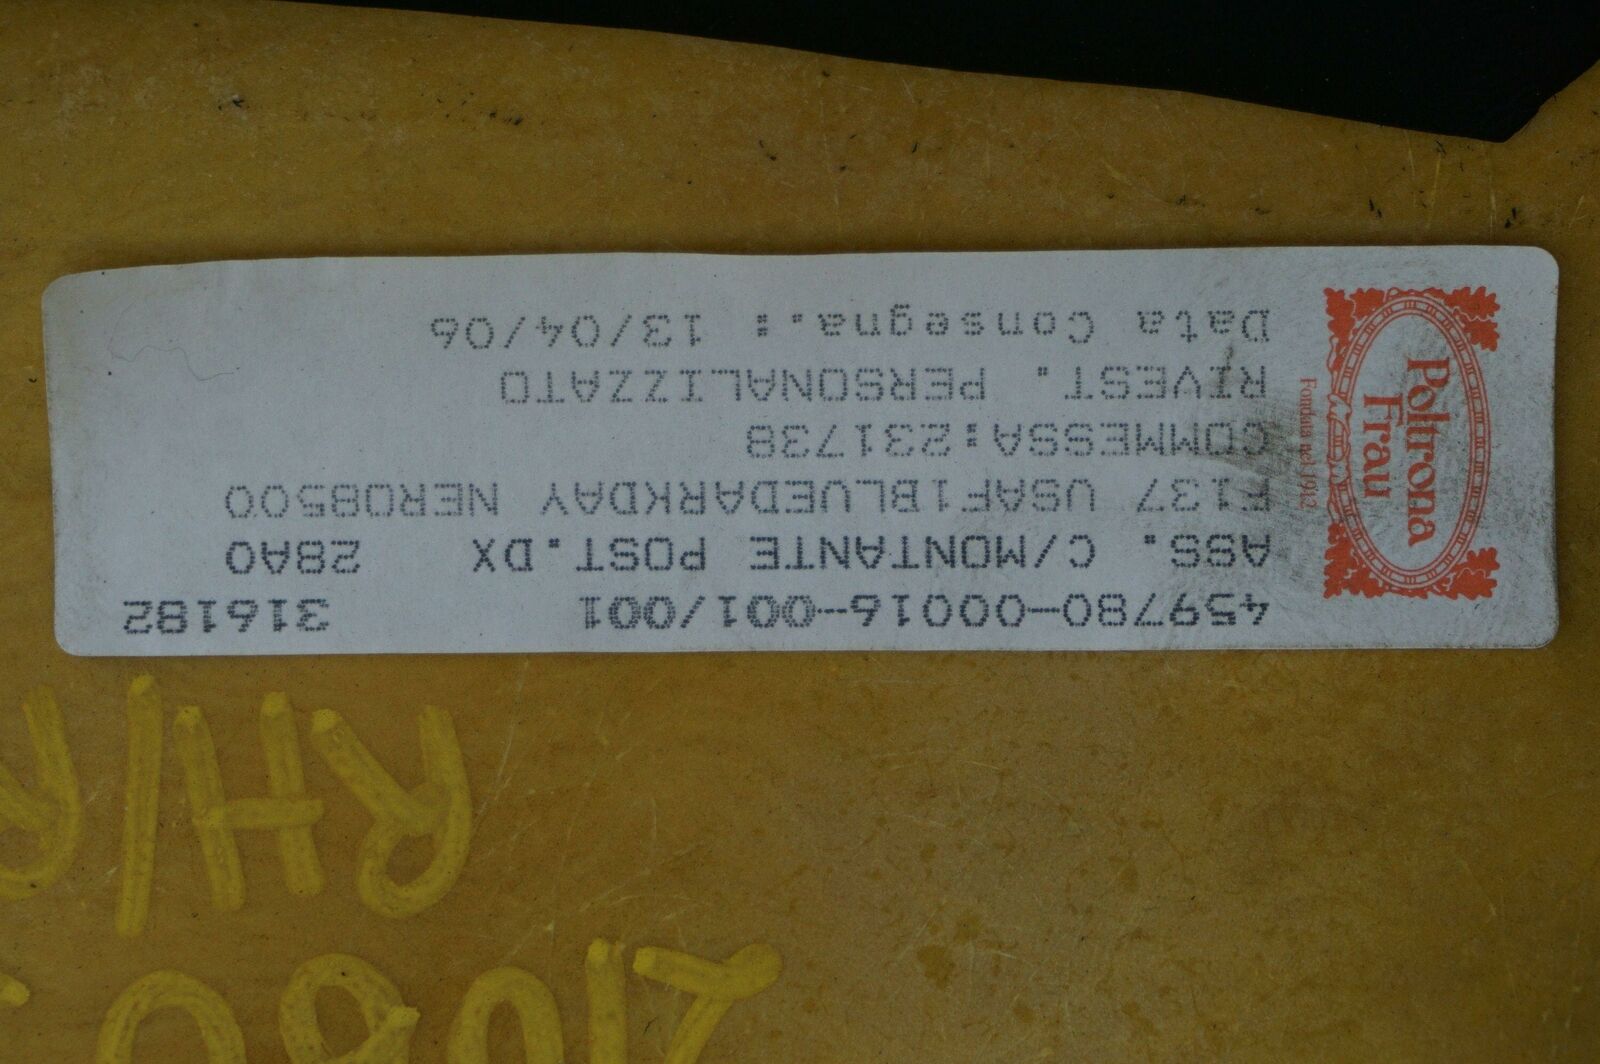 Poltrona
Frau
Fondata nel 1912
459780-00016-001/001 316182
ASS. C/MONTANTE POST.DX 28A0
F137 USAF1BLUEDARKDAY NERO8500
COMMESSA:231738
RIVEST. PERSONALIZZATO
Data Consegna.: 13/04/06
RH/R